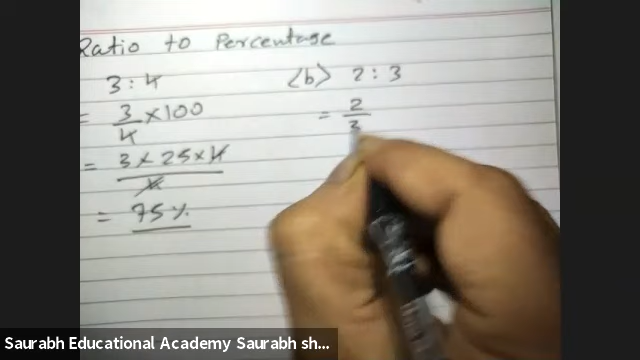 Ratio to Percentage
3 : 4
= 3/4 × 100
= 3 × 25 × 4/4
= 75 %
(b) 2 : 3
= 2/3
Saurabh Educational Academy Saurabh sh...